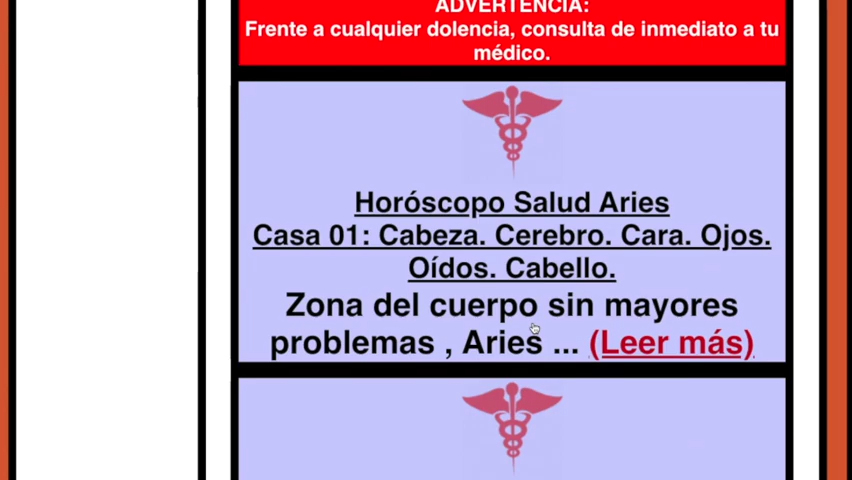 ADVERTENCIA:
Frente a cualquier dolencia, consulta de inmediato a tu
médico.
Horóscopo Salud Aries
Casa 01: Cabeza. Cerebro. Cara. Ojos.
Oídos. Cabello.
Zona del cuerpo sin mayores
problemas , Aries ... (Leer más)